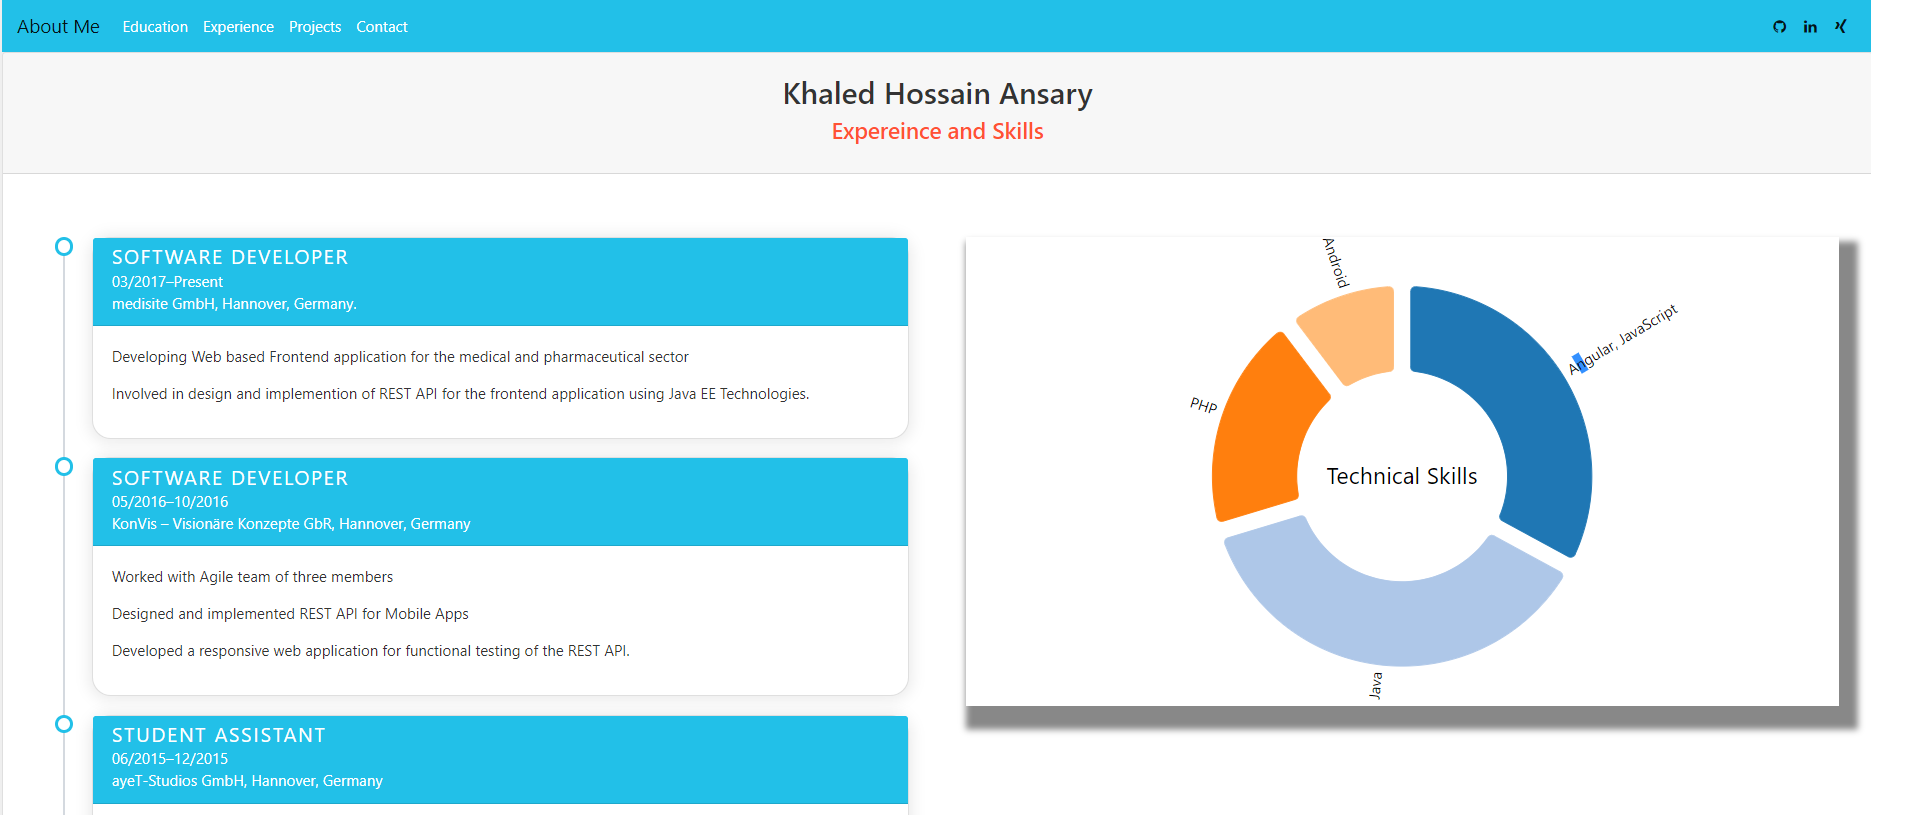 About Me Education Experience Projects Contact
Khaled Hossain Ansary
Expereince and Skills
SOFTWARE DEVELOPER
03/2017–Present
medisite GmbH, Hannover, Germany.
Developing Web based Frontend application for the medical and pharmaceutical sector
Involved in design and implemention of REST API for the frontend application using Java EE Technologies.
SOFTWARE DEVELOPER
05/2016–10/2016
KonVis – Visionäre Konzepte GbR, Hannover, Germany
Worked with Agile team of three members
Designed and implemented REST API for Mobile Apps
Developed a responsive web application for functional testing of the REST API.
STUDENT ASSISTANT
06/2015–12/2015
ayeT-Studios GmbH, Hannover, Germany
Android
Angular, JavaScript
PHP
Technical Skills
Java